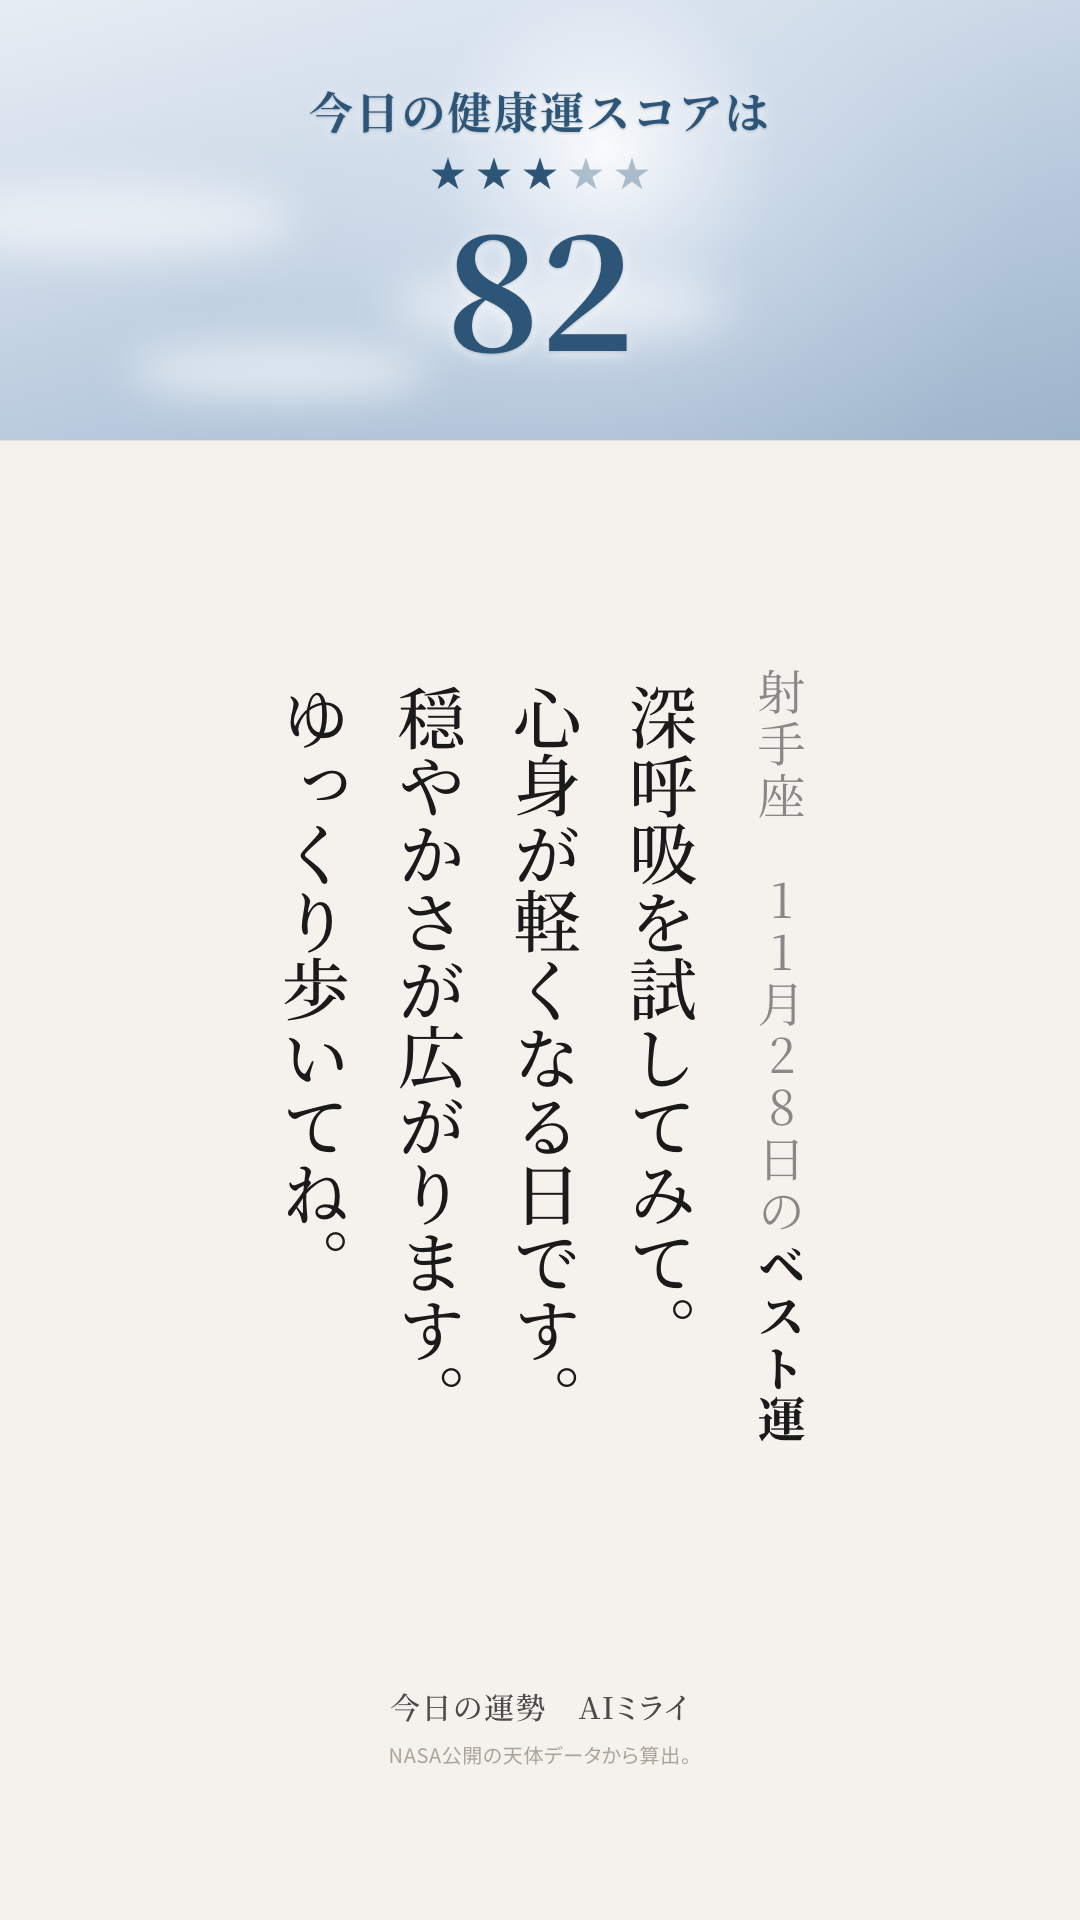 今日の健康運スコアは
★★★★★
82
射手座　11月28日のベスト運
深呼吸を試してみて。
心身が軽くなる日です。
穏やかさが広がります。
ゆっくり歩いてね。
今日の運勢　AIミライ
NASA公開の天体データから算出。